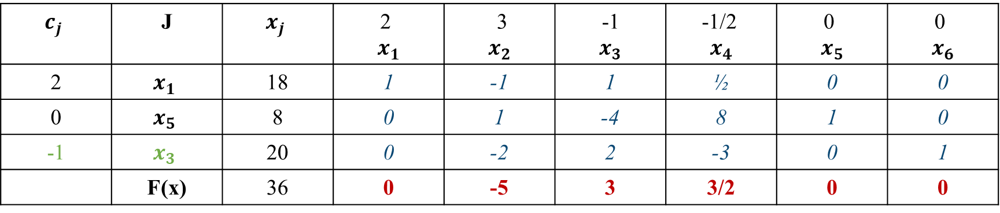 c_j J x_j 2 3 -1 -1/2 0 0
x_1 x_2 x_3 x_4 x_5 x_6
2 x_1 18 1 -1 1 ½ 0 0
0 x_5 8 0 1 -4 8 1 0
-1 x_3 20 0 -2 2 -3 0 1
F(x) 36 0 -5 3 3/2 0 0